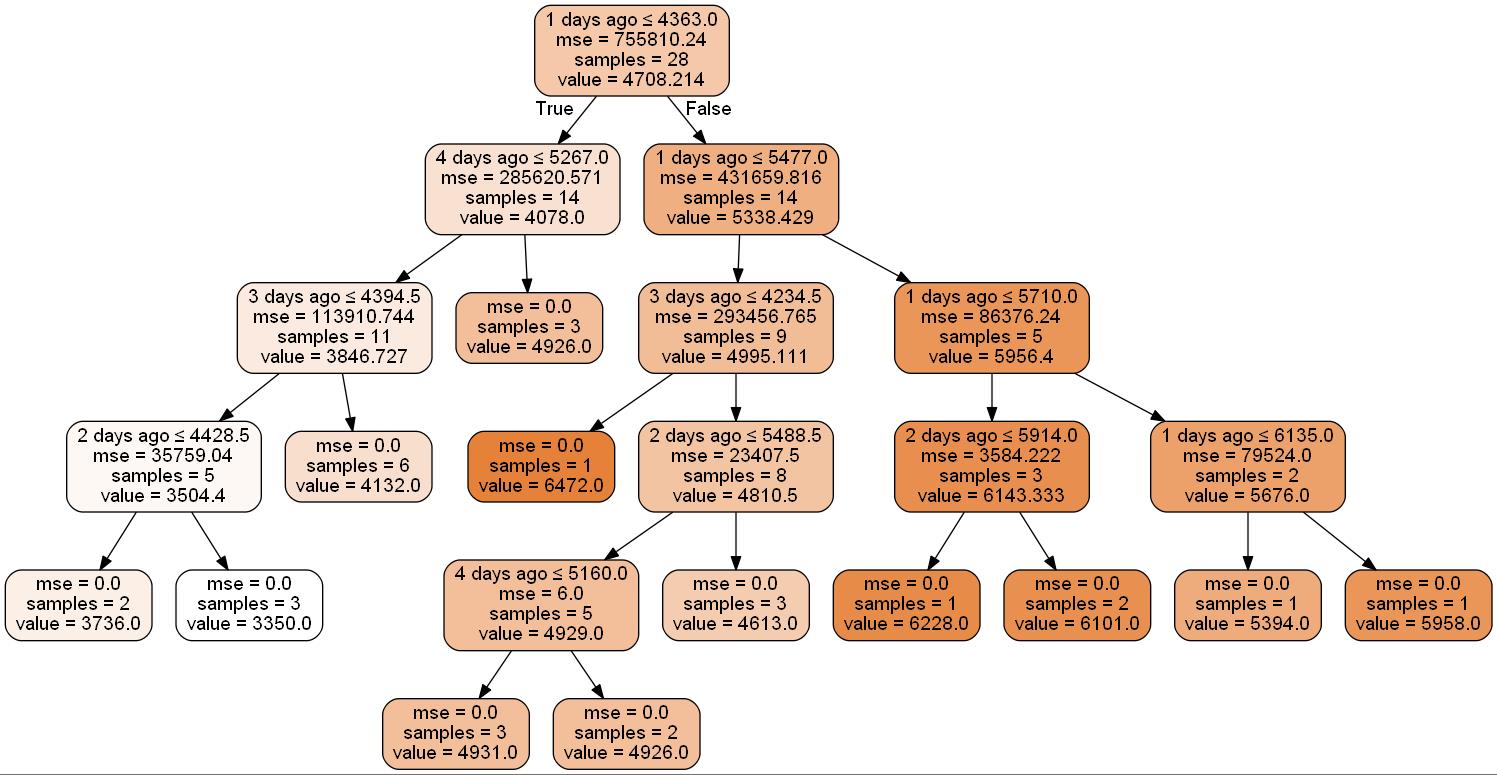 1 days ago ≤ 4363.0
mse = 755810.24
samples = 28
value = 4708.214
True
False
4 days ago ≤ 5267.0
mse = 285620.571
samples = 14
value = 4078.0
1 days ago ≤ 5477.0
mse = 431659.816
samples = 14
value = 5338.429
3 days ago ≤ 4394.5
mse = 113910.744
samples = 11
value = 3846.727
mse = 0.0
samples = 3
value = 4926.0
3 days ago ≤ 4234.5
mse = 293456.765
samples = 9
value = 4995.111
1 days ago ≤ 5710.0
mse = 86376.24
samples = 5
value = 5956.4
2 days ago ≤ 4428.5
mse = 35759.04
samples = 5
value = 3504.4
mse = 0.0
samples = 6
value = 4132.0
mse = 0.0
samples = 1
value = 6472.0
2 days ago ≤ 5488.5
mse = 23407.5
samples = 8
value = 4810.5
2 days ago ≤ 5914.0
mse = 3584.222
samples = 3
value = 6143.333
1 days ago ≤ 6135.0
mse = 79524.0
samples = 2
value = 5676.0
mse = 0.0
samples = 2
value = 3736.0
mse = 0.0
samples = 3
value = 3350.0
4 days ago ≤ 5160.0
mse = 6.0
samples = 5
value = 4929.0
mse = 0.0
samples = 3
value = 4613.0
mse = 0.0
samples = 1
value = 6228.0
mse = 0.0
samples = 2
value = 6101.0
mse = 0.0
samples = 1
value = 5394.0
mse = 0.0
samples = 1
value = 5958.0
mse = 0.0
samples = 3
value = 4931.0
mse = 0.0
samples = 2
value = 4926.0